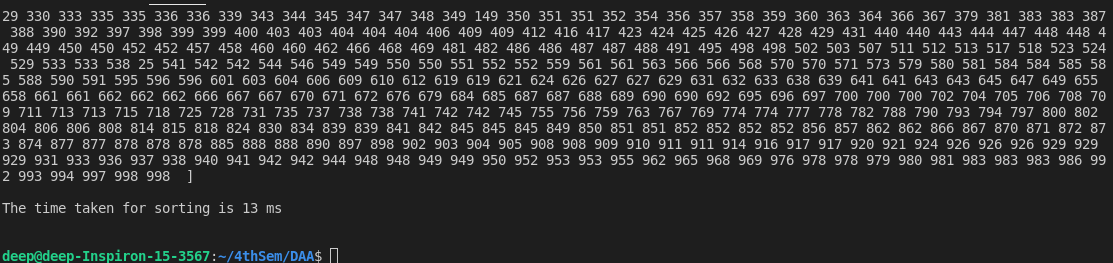 29 330 333 335 335 336 336 339 343 344 345 347 347 348 349 149 350 351 351 352 354 356 357 358 359 360 363 364 366 367 379 381 383 383 387
388 390 392 397 398 399 399 400 403 403 404 404 404 406 409 409 412 416 417 423 424 425 426 427 428 429 431 440 440 443 444 447 448 448 4
49 449 450 450 452 452 457 458 460 460 462 466 468 469 481 482 486 486 487 487 488 491 495 498 498 502 503 507 511 512 513 517 518 523 524
529 533 533 538 25 541 542 542 544 546 549 549 550 550 551 552 552 559 561 561 563 566 566 568 570 570 571 573 579 580 581 584 584 585 58
5 588 590 591 595 596 596 601 603 604 606 609 610 612 619 619 621 624 626 627 627 629 631 632 633 638 639 641 641 643 643 645 647 649 655
658 661 661 662 662 662 666 667 667 670 671 672 676 679 684 685 687 687 688 689 690 690 692 695 696 697 700 700 700 702 704 705 706 708 70
9 711 713 713 715 718 725 728 731 735 737 738 738 741 742 742 745 755 756 759 763 767 769 774 774 777 778 782 788 790 793 794 797 800 802
804 806 806 808 814 815 818 824 830 834 839 839 841 842 845 845 845 849 850 851 851 852 852 852 852 856 857 862 862 866 867 870 871 872 87
3 874 877 877 878 878 878 885 888 888 890 897 898 902 903 904 905 908 908 909 910 911 911 914 916 917 917 920 921 924 926 926 926 929 929
929 931 933 936 937 938 940 941 942 942 944 948 948 949 949 950 952 953 953 955 962 965 968 969 976 978 978 979 980 981 983 983 983 986 99
2 993 994 997 998 998 ]
The time taken for sorting is 13 ms
deep@deep-Inspiron-15-3567:~/4thSem/DAA$